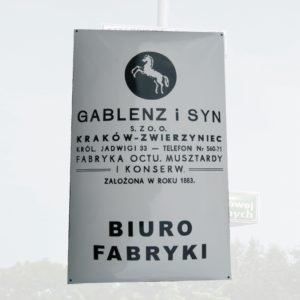 GABLENZ i SYN
S. Z O. O.
KRAKÓW-ZWIERZYNIEC
KRÓL. JADWIGI 33 — TELEFON Nr 560-71
FABRYKA OCTU, MUSZTARDY
— I KONSERW. —
ZAŁOŻONA W ROKU 1883.
BIURO
FABRYKI